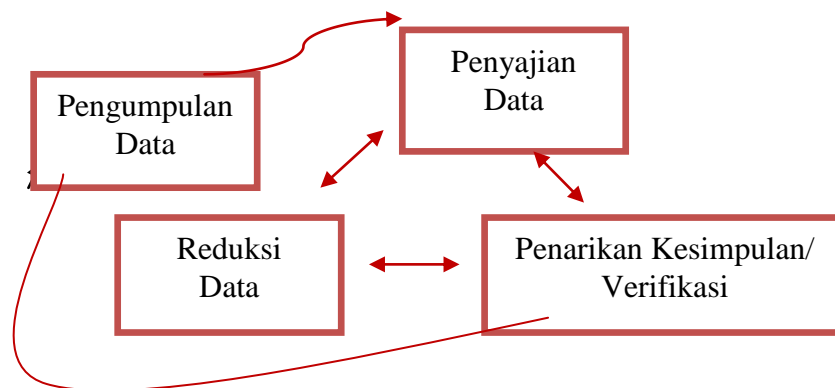 Pengumpulan
Data
Penyajian
Data
Reduksi
Data
Penarikan Kesimpulan/
Verifikasi